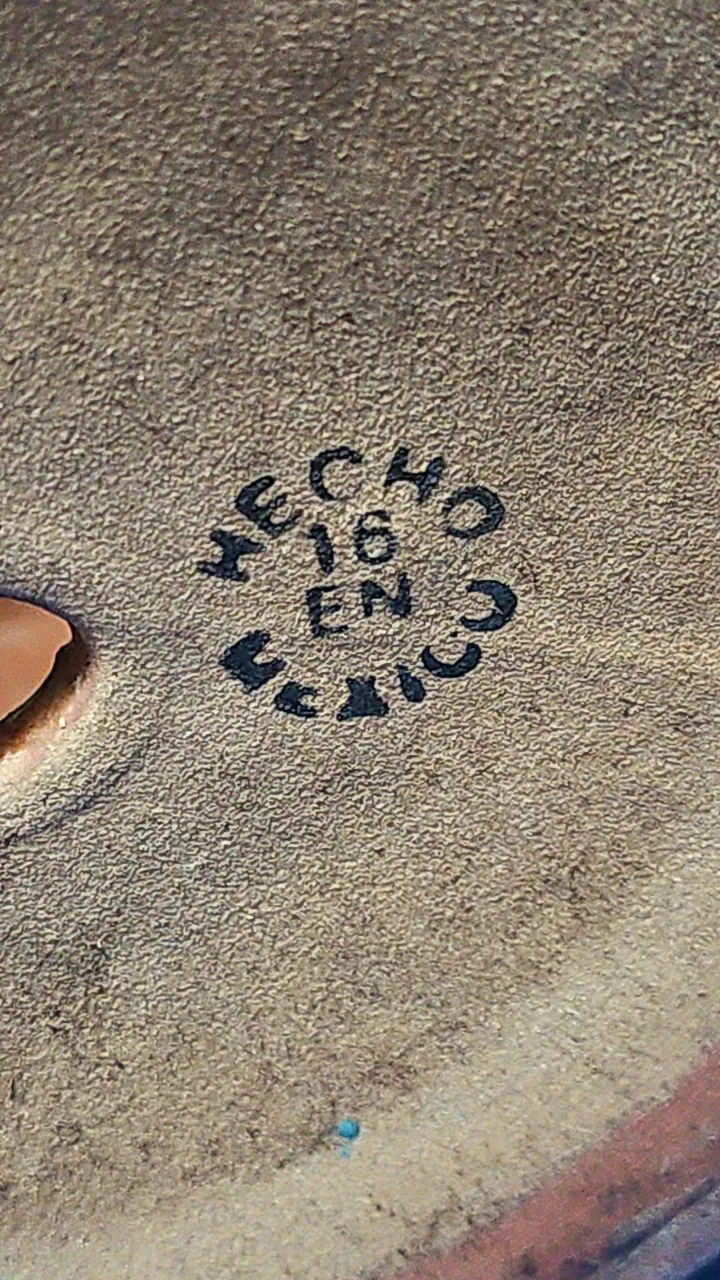 HECHO
16
EN
MEXICO